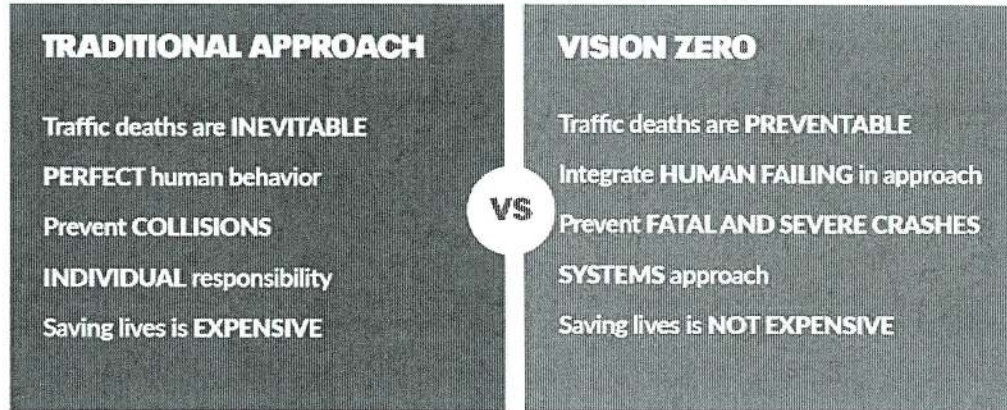 TRADITIONAL APPROACH
Traffic deaths are INEVITABLE
PERFECT human behavior
Prevent COLLISIONS
INDIVIDUAL responsibility
Saving lives is EXPENSIVE
VS
VISION ZERO
Traffic deaths are PREVENTABLE
Integrate HUMAN FAILING in approach
Prevent FATAL AND SEVERE CRASHES
SYSTEMS approach
Saving lives is NOT EXPENSIVE